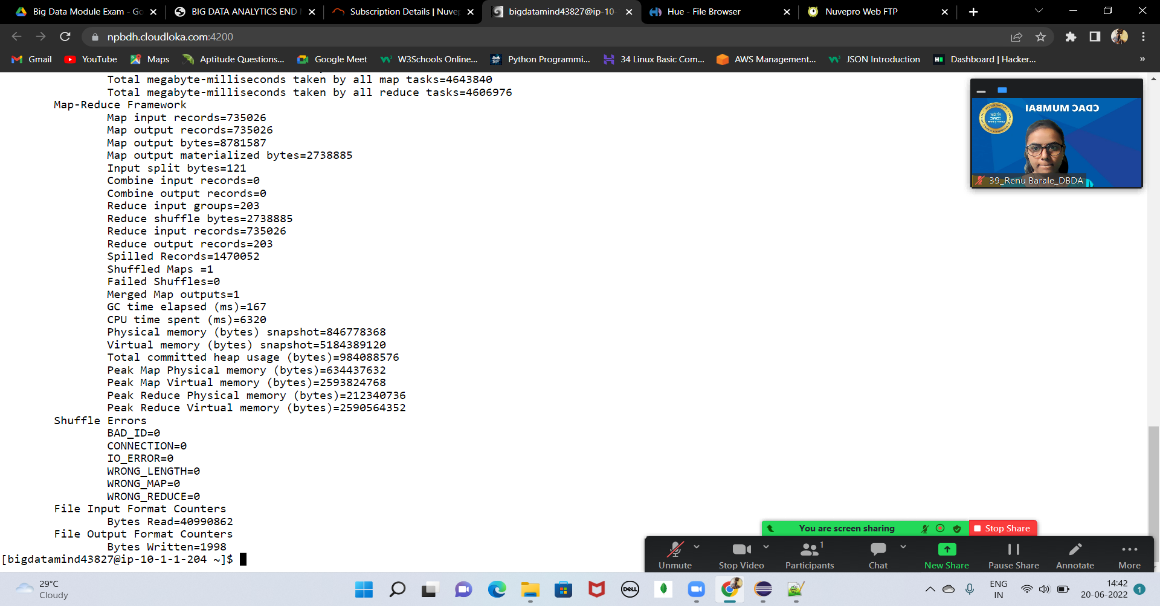 Big Data Module Exam - Go
BIG DATA ANALYTICS END
Subscription Details | Nuve
bigdatamind43827@ip-10
Hue - File Browser
Nuvepro Web FTP
npbdh.cloudloka.com:4200
Gmail
YouTube
Maps
Aptitude Questions...
Google Meet
W3Schools Online...
Python Programmi...
34 Linux Basic Com...
AWS Management...
JSON Introduction
Dashboard | Hacker...
»
Total megabyte-milliseconds taken by all map tasks=4643840
Total megabyte-milliseconds taken by all reduce tasks=4606976
Map-Reduce Framework
Map input records=735026
Map output records=735026
Map output bytes=8781587
Map output materialized bytes=2738885
Input split bytes=121
Combine input records=0
Combine output records=0
Reduce input groups=203
Reduce shuffle bytes=2738885
Reduce input records=735026
Reduce output records=203
Spilled Records=1470052
Shuffled Maps =1
Failed Shuffles=0
Merged Map outputs=1
GC time elapsed (ms)=167
CPU time spent (ms)=6320
Physical memory (bytes) snapshot=846778368
Virtual memory (bytes) snapshot=5184389120
Total committed heap usage (bytes)=984088576
Peak Map Physical memory (bytes)=634437632
Peak Map Virtual memory (bytes)=2593824768
Peak Reduce Physical memory (bytes)=212340736
Peak Reduce Virtual memory (bytes)=2590564352
Shuffle Errors
BAD_ID=0
CONNECTION=0
IO_ERROR=0
WRONG_LENGTH=0
WRONG_MAP=0
WRONG_REDUCE=0
File Input Format Counters
Bytes Read=40990862
File Output Format Counters
Bytes Written=1998
[bigdatamind43827@ip-10-1-1-204 ~]$
CDAC MUMBAI
39_Renu Barale_DBDA
You are screen sharing
Stop Share
Unmute
Stop Video
Participants
1
Chat
New Share
Pause Share
Annotate
More
29°C
Cloudy
DELL
ENG
IN
14:42
20-06-2022
1